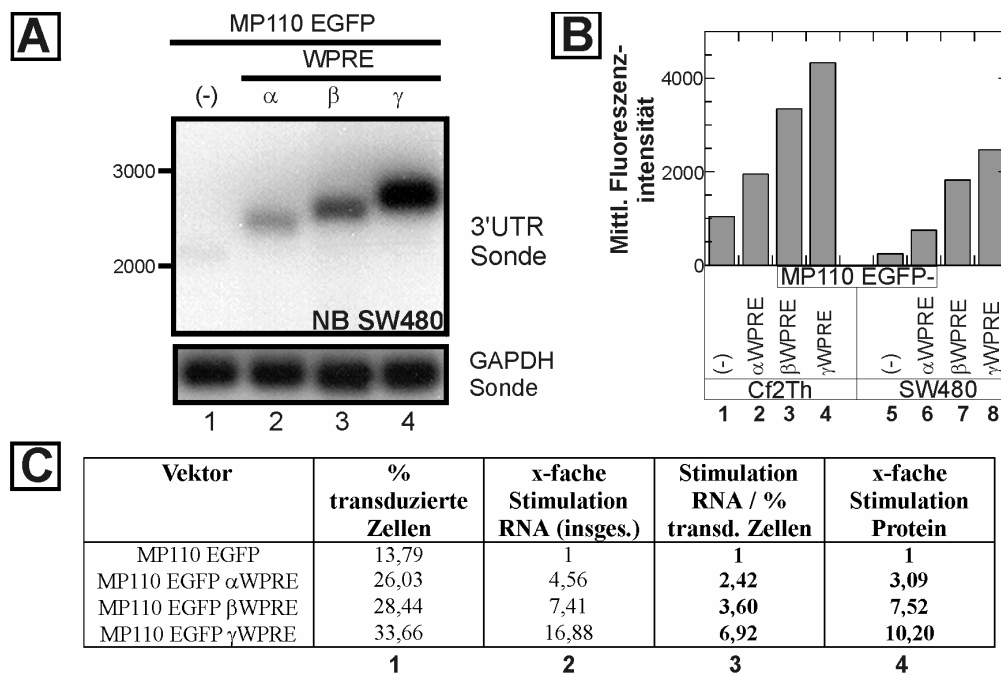 A
MP110 EGFP
WPRE
(-) α β γ
3000
2000
3'UTR
Sonde
NB SW480
GAPDH
Sonde
1 2 3 4
B
Mittl. Fluoreszenz-
intensität
4000
2000
0
MP110 EGFP-
(-) αWPRE βWPRE γWPRE (-) αWPRE βWPRE γWPRE
Cf2Th SW480
1 2 3 4 5 6 7 8
C
Vektor % transduzierte Zellen x-fache Stimulation RNA (insges.) Stimulation RNA / % transd. Zellen x-fache Stimulation Protein
MP110 EGFP 13,79 1 1 1
MP110 EGFP αWPRE 26,03 4,56 2,42 3,09
MP110 EGFP βWPRE 28,44 7,41 3,60 7,52
MP110 EGFP γWPRE 33,66 16,88 6,92 10,20
1 2 3 4